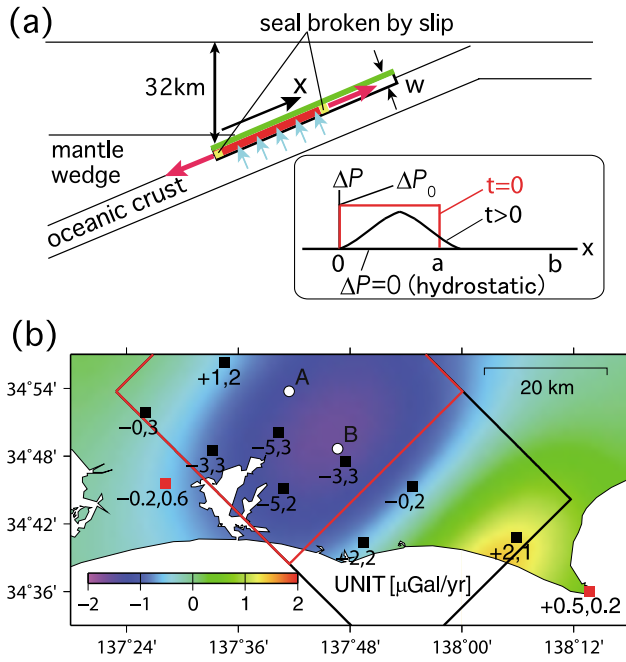 (a)
seal broken by slip
32km
X
w
mantle
wedge
oceanic crust
ΔP
ΔP0
t=0
t>0
x
0
a
b
ΔP=0 (hydrostatic)
(b)
34°54'
34°48'
34°42'
34°36'
+1,2
A
20 km
−0,3
−5,3
B
−3,3
−3,3
−0.2,0.6
−5,2
−0,2
−2,2
+2,1
UNIT [μGal/yr]
+0.5,0.2
−2
−1
0
1
2
137°24'
137°36'
137°48'
138°00'
138°12'